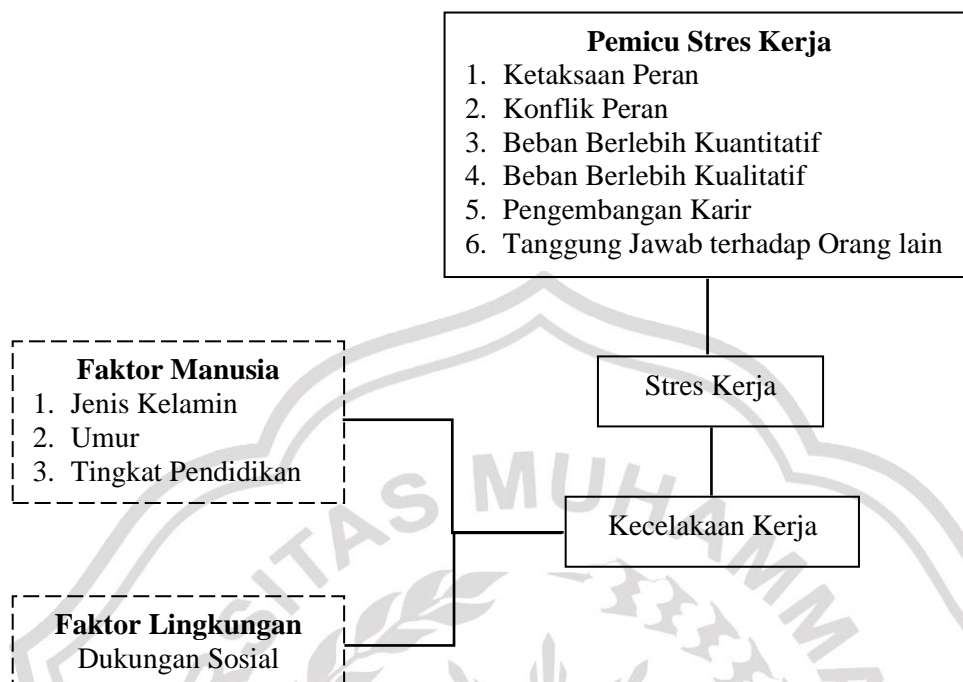 Pemicu Stres Kerja
1. Ketaksaan Peran
2. Konflik Peran
3. Beban Berlebih Kuantitatif
4. Beban Berlebih Kualitatif
5. Pengembangan Karir
6. Tanggung Jawab terhadap Orang lain
Faktor Manusia
1. Jenis Kelamin
2. Umur
3. Tingkat Pendidikan
Stres Kerja
Kecelakaan Kerja
Faktor Lingkungan
Dukungan Sosial
SITAS MUHAMMA